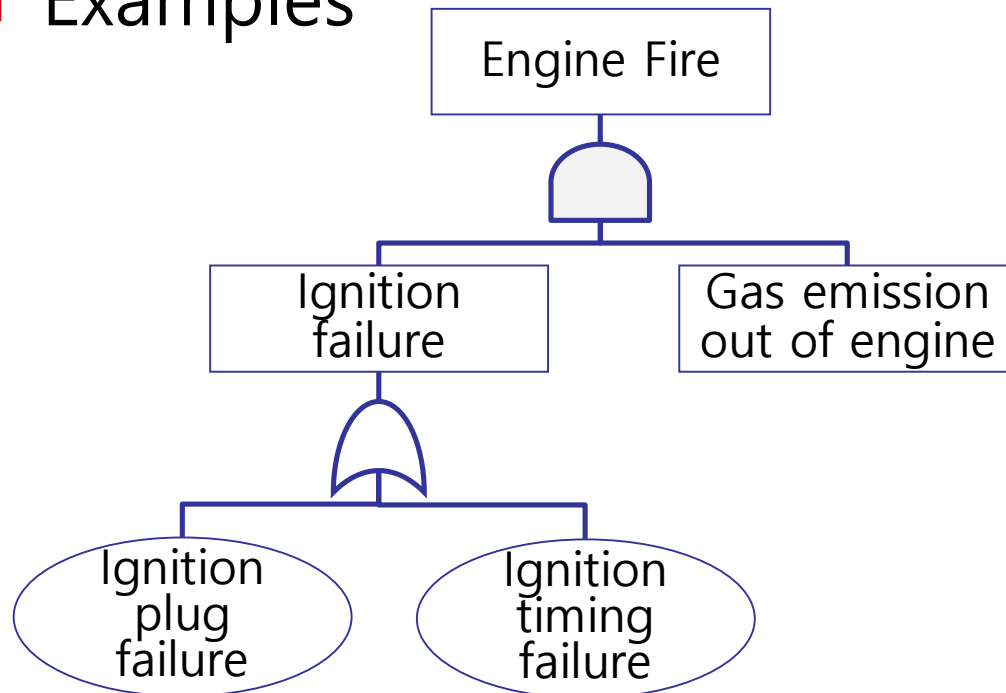 Examples
Engine Fire
Ignition
failure
Gas emission
out of engine
Ignition
plug
failure
Ignition
timing
failure